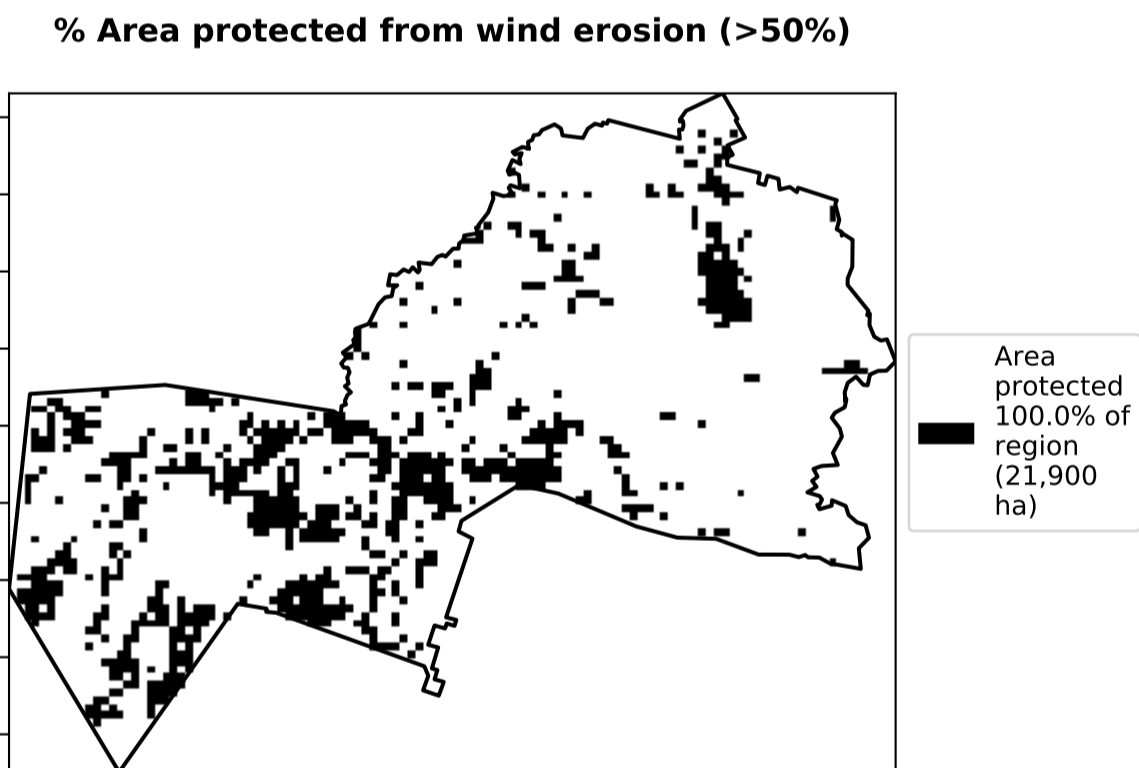 % Area protected from wind erosion (>50%)
Area
protected
100.0% of
region
(21,900
ha)